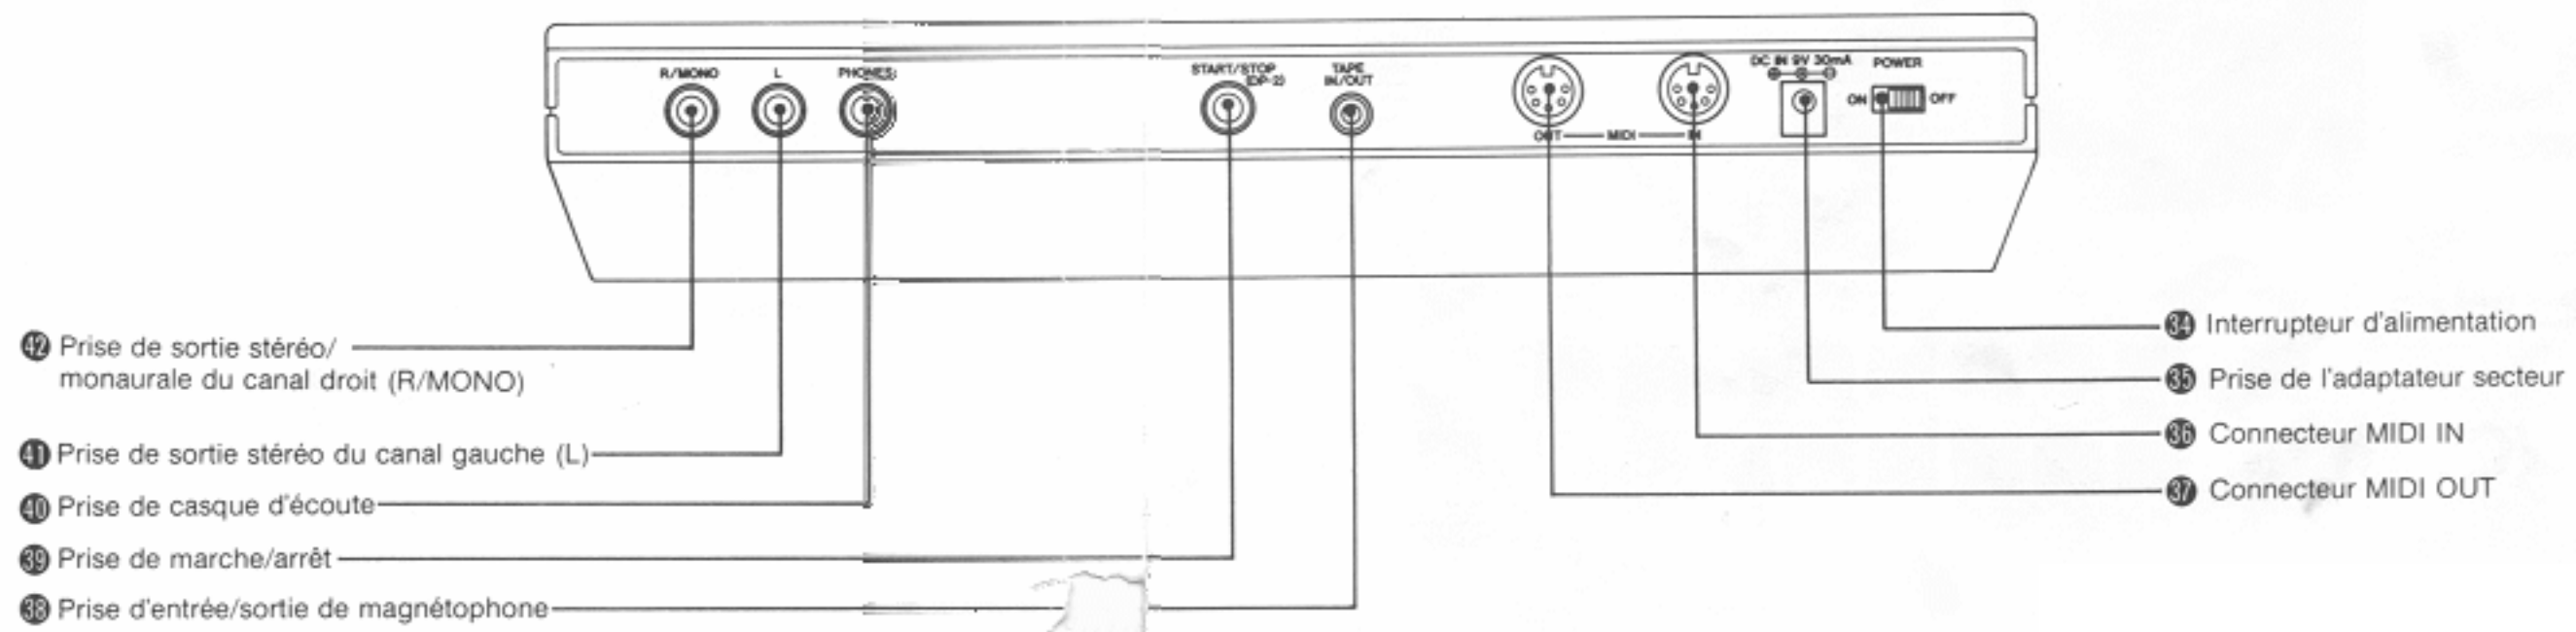 R/MONO
L
PHONES
START/STOP
(DP-2)
TAPE
IN/OUT
DC IN 9V 30mA
POWER
ON
OFF
OUT
MIDI
IN
42 Prise de sortie stéréo/
monaurale du canal droit (R/MONO)
41 Prise de sortie stéréo du canal gauche (L)
40 Prise de casque d'écoute
39 Prise de marche/arrêt
38 Prise d'entrée/sortie de magnétophone
34 Interrupteur d'alimentation
35 Prise de l'adaptateur secteur
36 Connecteur MIDI IN
37 Connecteur MIDI OUT